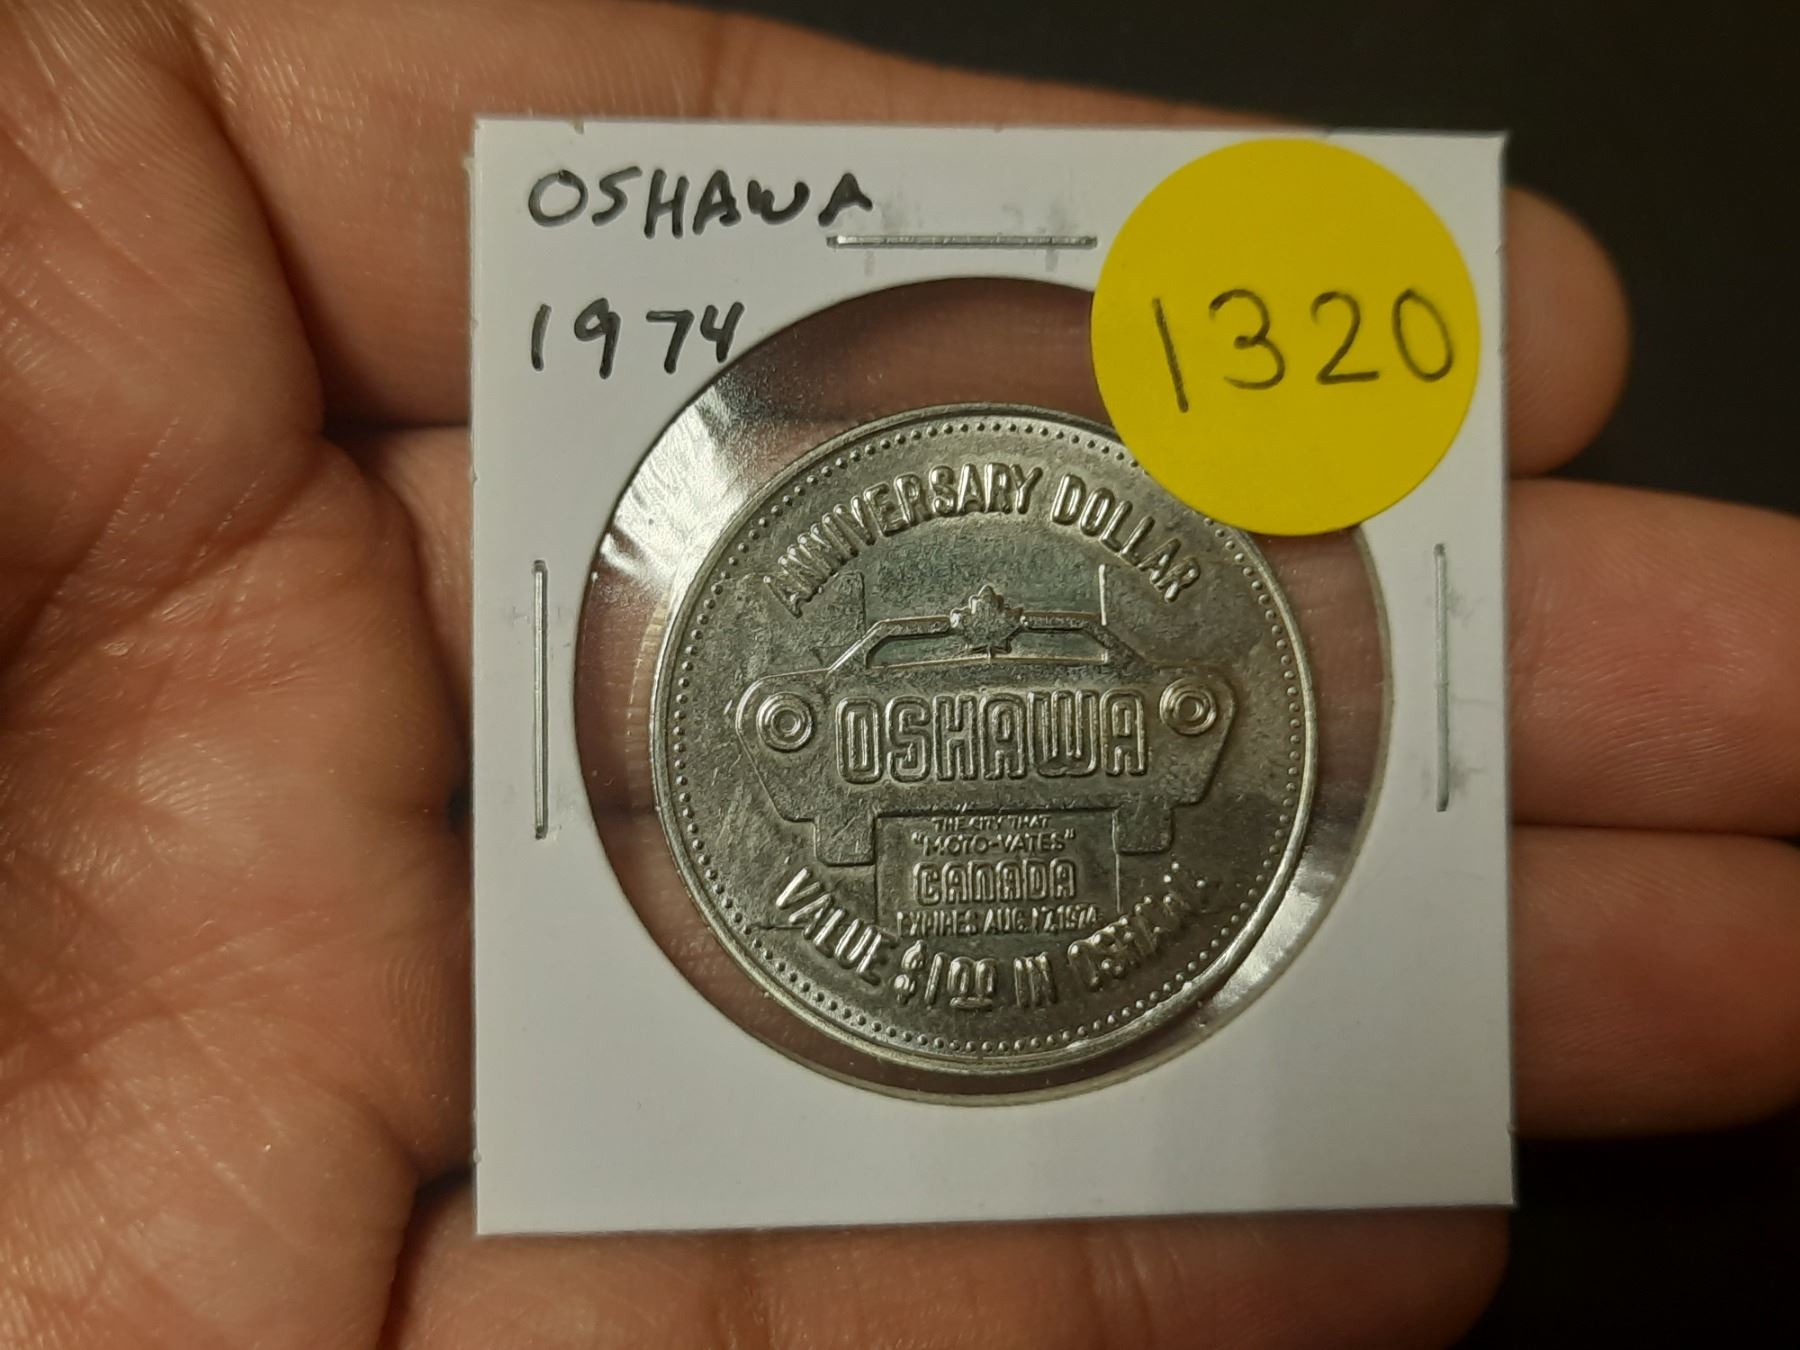 OSHAWA
1974
1320
ANNIVERSARY DOLLAR
OSHAWA
THE CITY THAT
"MOTO-VATES"
CANADA
EXPIRES AUG. 17, 1974
VALUE $1.00 IN OSHAWA